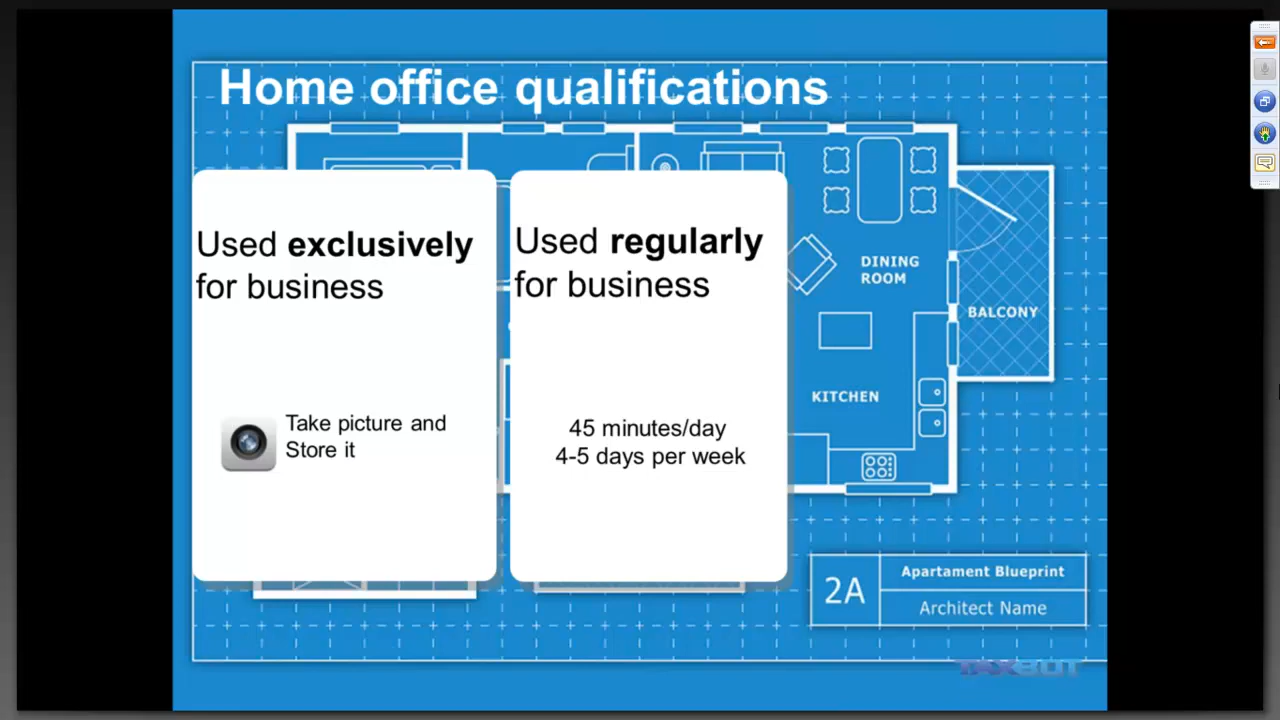 Home office qualifications
Used exclusively
for business
Take picture and
Store it
Used regularly
for business
45 minutes/day
4-5 days per week
DINING
ROOM
BALCONY
KITCHEN
2A
Apartament Blueprint
Architect Name
TAXBOT